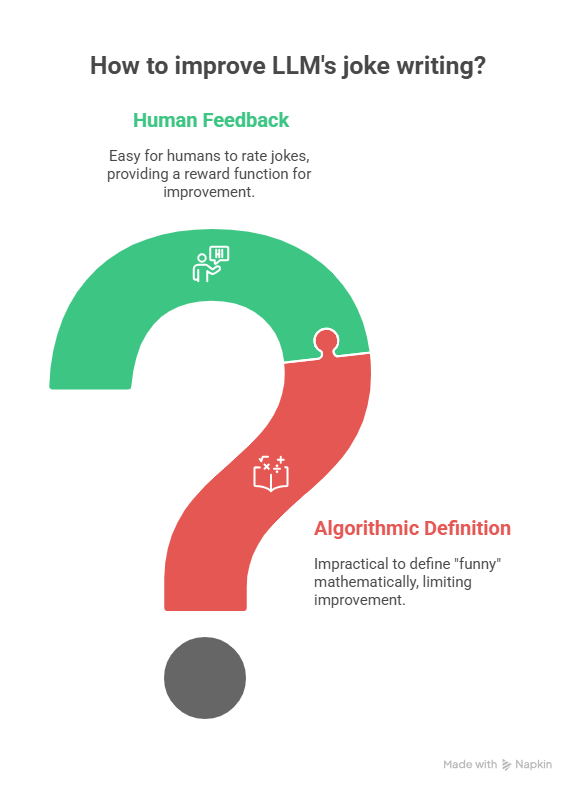 How to improve LLM's joke writing?
Human Feedback
Easy for humans to rate jokes,
providing a reward function for
improvement.
HI
Algorithmic Definition
Impractical to define "funny"
mathematically, limiting
improvement.
Made with Napkin